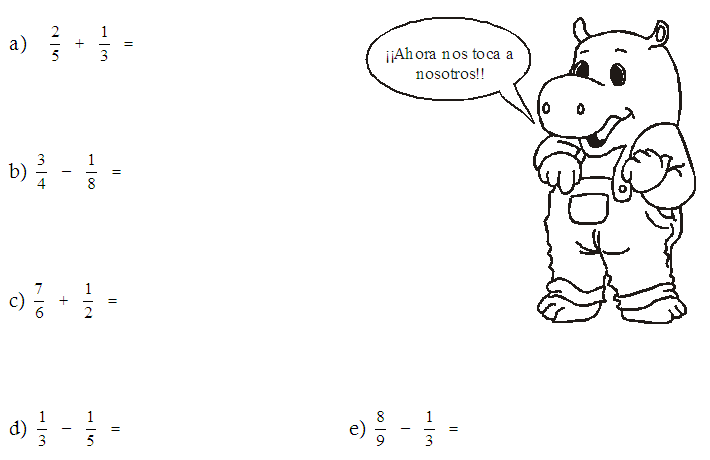 a) 2/5 + 1/3 =
¡¡Ahora nos toca a
nosotros!!
b) 3/4 − 1/8 =
c) 7/6 + 1/2 =
d) 1/3 − 1/5 =
e) 8/9 − 1/3 =